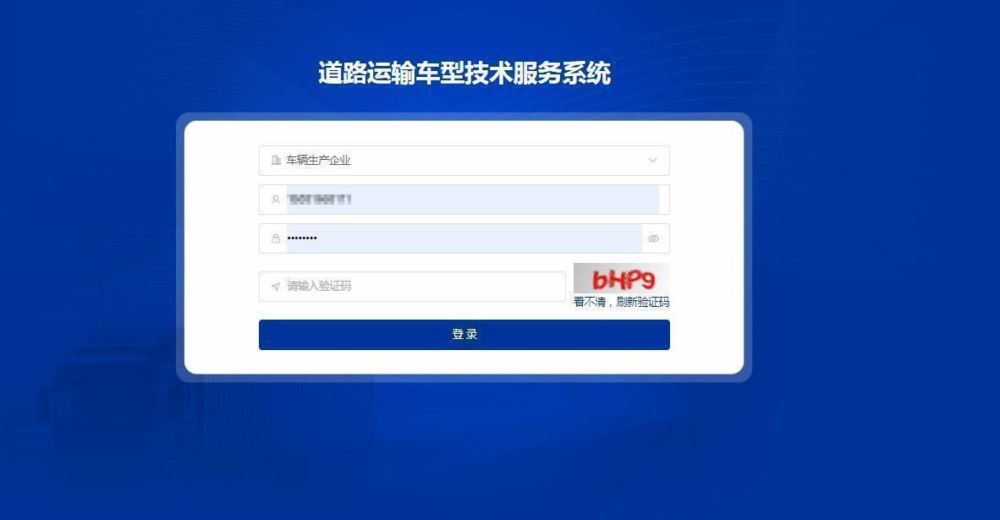 道路运输车型技术服务系统
车辆生产企业
••••••••
请输入验证码
bHP9
看不清，刷新验证码
登录